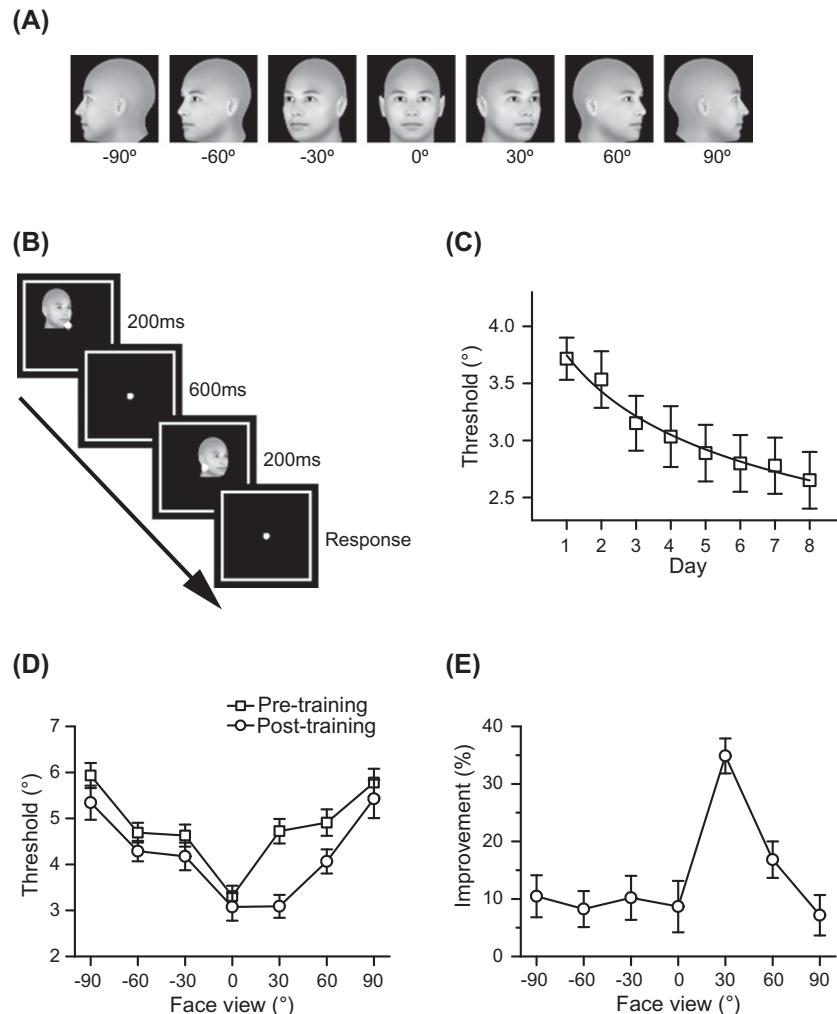 (A)
-90º -60º -30º 0º 30º 60º 90º
(B)
200ms
600ms
200ms
Response
(C)
Threshold (°)
4.0
3.5
3.0
2.5
1 2 3 4 5 6 7 8
Day
(D)
Pre-training
Post-training
Threshold (°)
7
6
5
4
3
2
-90 -60 -30 0 30 60 90
Face view (°)
(E)
Improvement (%)
40
30
20
10
0
-90 -60 -30 0 30 60 90
Face view (°)